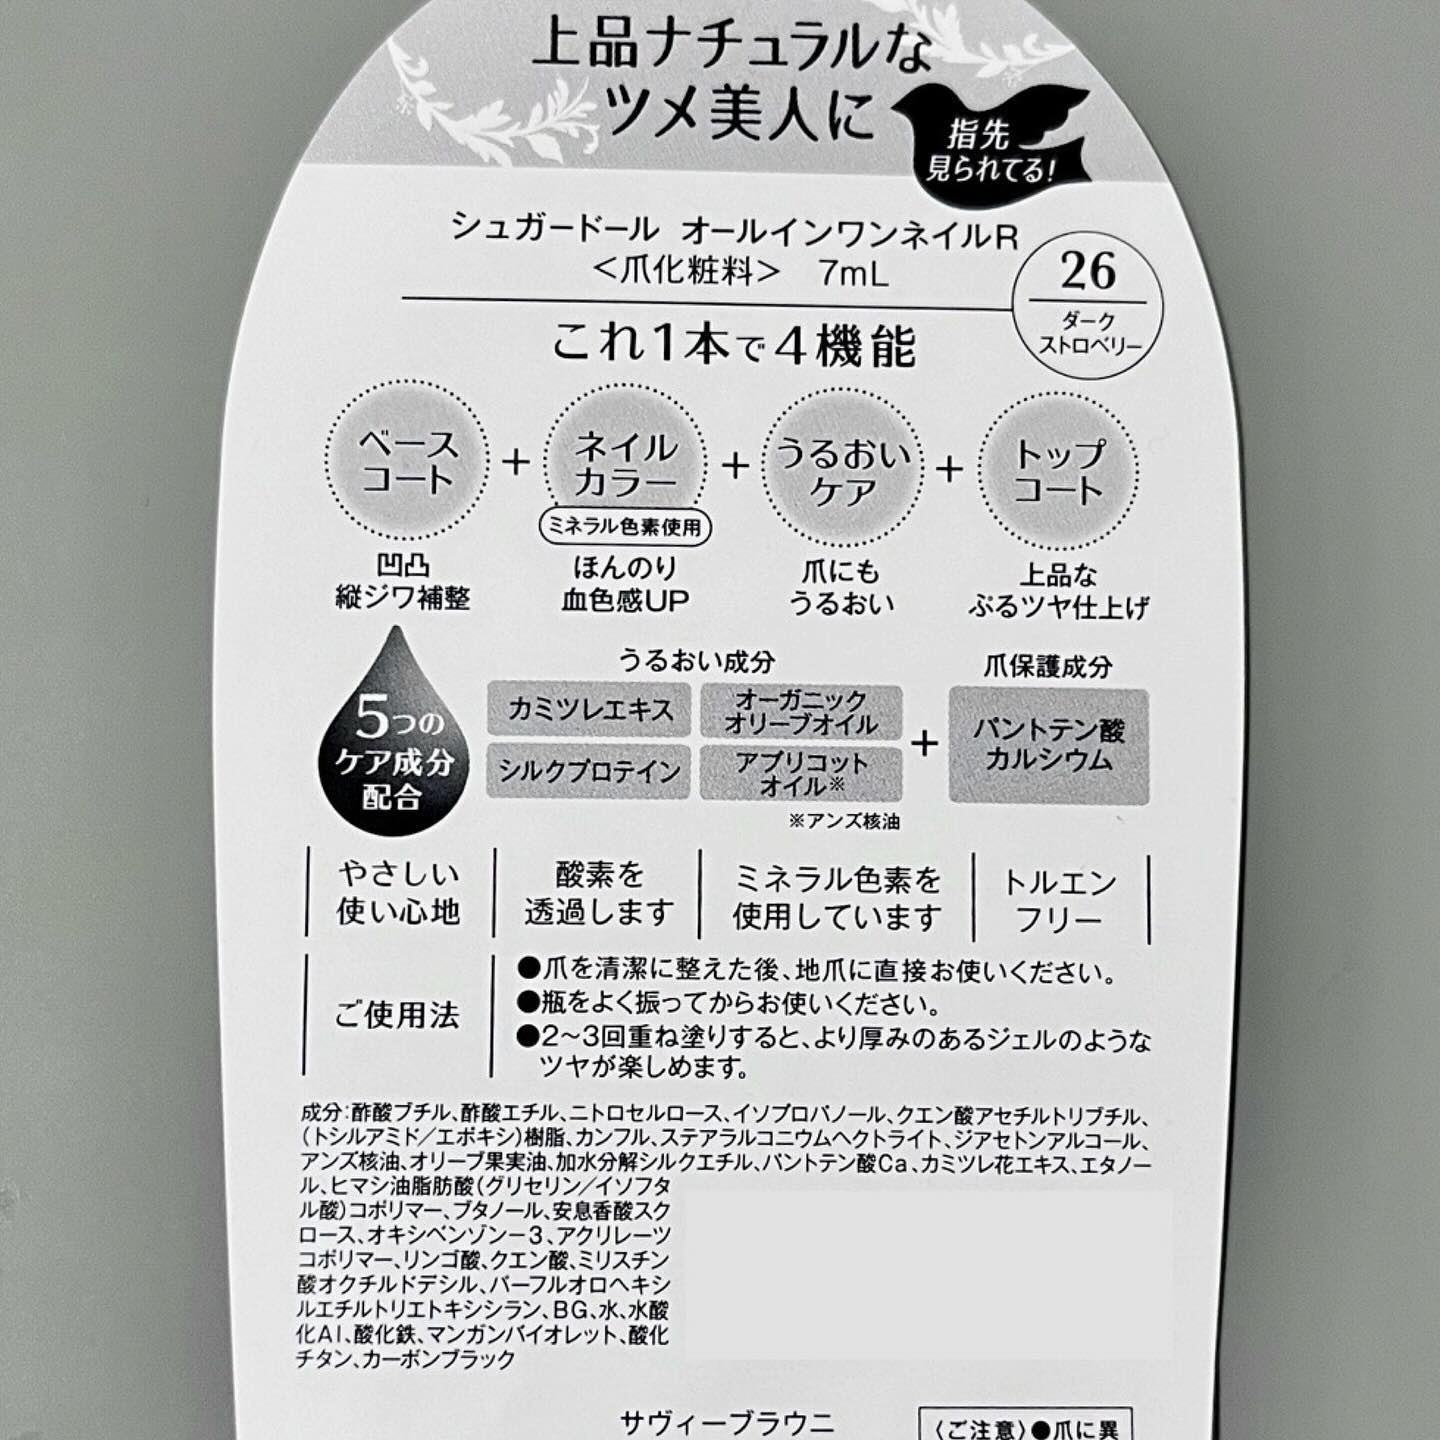 上品ナチュラルな
ツメ美人に
指先
見られてる!
シュガードール オールインワンネイルR
<爪化粧料> 7mL
26
ダーク
ストロベリー
これ1本で4機能
ベース
コート
+
ネイル
カラー
ミネラル色素使用
+
うるおい
ケア
+
トップ
コート
凹凸
縦ジワ補整
ほんのり
血色感UP
爪にも
うるおい
上品な
ぷるツヤ仕上げ
5つの
ケア成分
配合
うるおい成分
カミツレエキス
オーガニック
オリーブオイル
シルクプロテイン
アプリコット
オイル※
※アンズ核油
+
爪保護成分
パントテン酸
カルシウム
やさしい
使い心地
酸素を
透過します
ミネラル色素を
使用しています
トルエン
フリー
ご使用法
●爪を清潔に整えた後、地爪に直接お使いください。
●瓶をよく振ってからお使いください。
●2〜3回重ね塗りすると、より厚みのあるジェルのような
ツヤが楽しめます。
成分:酢酸ブチル、酢酸エチル、ニトロセルロース、イソプロパノール、クエン酸アセチルトリブチル、
(トシルアミド/エポキシ)樹脂、カンフル、ステアラルコニウムヘクトライト、ジアセトンアルコール、
アンズ核油、オリーブ果実油、加水分解シルクエチル、パントテン酸Ca、カミツレ花エキス、エタノー
ル、ヒマシ油脂肪酸(グリセリン/イソフタ
ル酸)コポリマー、ブタノール、安息香酸スク
ロース、オキシベンゾン-3、アクリレーツ
コポリマー、リンゴ酸、クエン酸、ミリスチン
酸オクチルドデシル、パーフルオロヘキシ
ルエチルトリエトキシシラン、BG、水、水酸
化Al、酸化鉄、マンガンバイオレット、酸化
チタン、カーボンブラック
サヴィーブラウニ
〈ご注意〉●爪に異